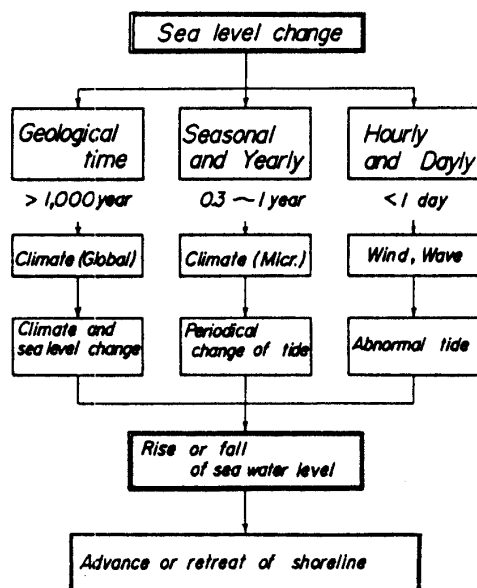 Sea level change
Geological
time
Seasonal
and Yearly
Hourly
and Dayly
> 1,000 year
0.3 ~ 1 year
< 1 day
Climate (Global)
Climate (Micr.)
Wind, Wave
Climate and
sea level change
Periodical
change of tide
Abnormal tide
Rise or fall
of sea water level
Advance or retreat of shoreline